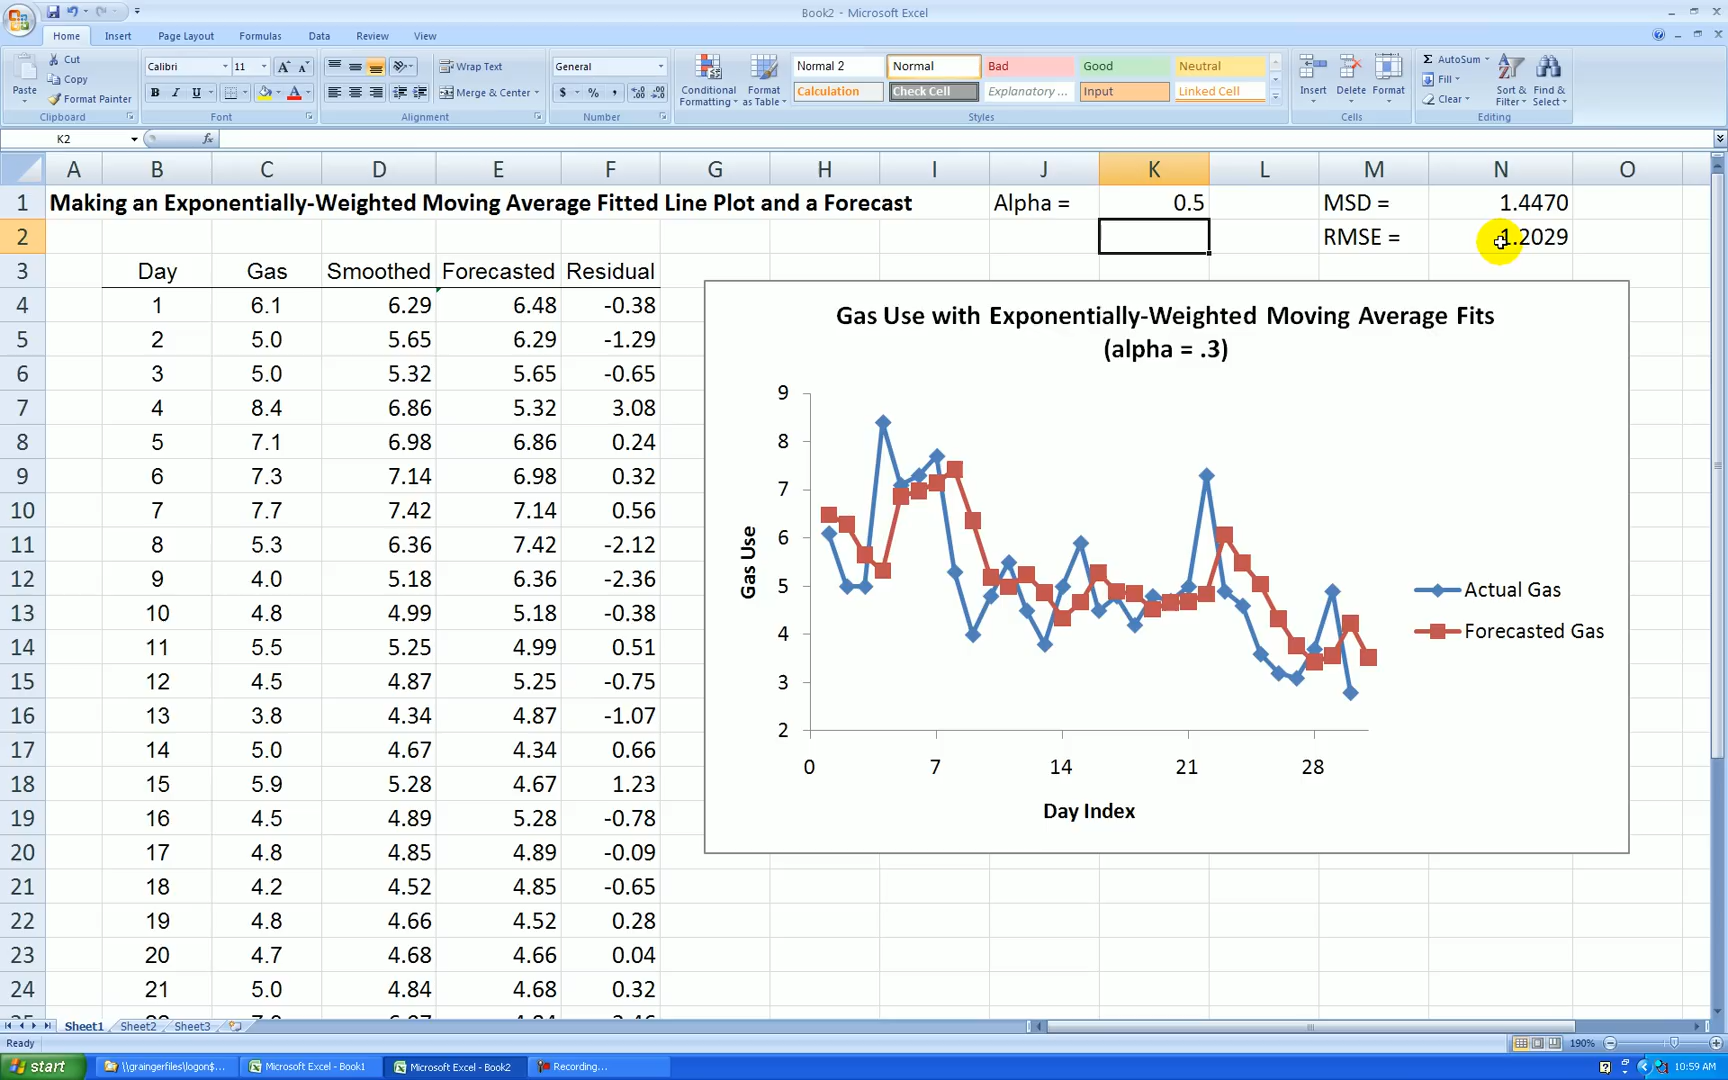 Book2 - Microsoft Excel
Home Insert Page Layout Formulas Data Review View
Paste
Cut
Copy
Format Painter
Clipboard
Calibri 11
B I U
Font
Wrap Text
Merge & Center
Alignment
General
$ % ,
Number
Conditional Formatting
Format as Table
Normal 2 Normal Bad Good Neutral
Calculation Check Cell Explanatory ... Input Linked Cell
Styles
Insert Delete Format
Cells
Σ AutoSum
Fill
Clear
Sort & Filter
Find & Select
Editing
K2 fx
A B C D E F G H I J K L M N O
1 Making an Exponentially-Weighted Moving Average Fitted Line Plot and a Forecast Alpha = 0.5 MSD = 1.4470
2 RMSE = 1.2029
3 Day Gas Smoothed Forecasted Residual
4 1 6.1 6.29 6.48 -0.38
5 2 5.0 5.65 6.29 -1.29
6 3 5.0 5.32 5.65 -0.65
7 4 8.4 6.86 5.32 3.08
8 5 7.1 6.98 6.86 0.24
9 6 7.3 7.14 6.98 0.32
10 7 7.7 7.42 7.14 0.56
11 8 5.3 6.36 7.42 -2.12
12 9 4.0 5.18 6.36 -2.36
13 10 4.8 4.99 5.18 -0.38
14 11 5.5 5.25 4.99 0.51
15 12 4.5 4.87 5.25 -0.75
16 13 3.8 4.34 4.87 -1.07
17 14 5.0 4.67 4.34 0.66
18 15 5.9 5.28 4.67 1.23
19 16 4.5 4.89 5.28 -0.78
20 17 4.8 4.85 4.89 -0.09
21 18 4.2 4.52 4.85 -0.65
22 19 4.8 4.66 4.52 0.28
23 20 4.7 4.68 4.66 0.04
24 21 5.0 4.84 4.68 0.32
Gas Use with Exponentially-Weighted Moving Average Fits
(alpha = .3)
9
8
7
6
5
4
3
2
Gas Use
0 7 14 21 28
Day Index
Actual Gas
Forecasted Gas
Sheet1 Sheet2 Sheet3
Ready 190%
start \\graingerfiles\logon$... Microsoft Excel - Book1 Microsoft Excel - Book2 Recording... 10:59 AM